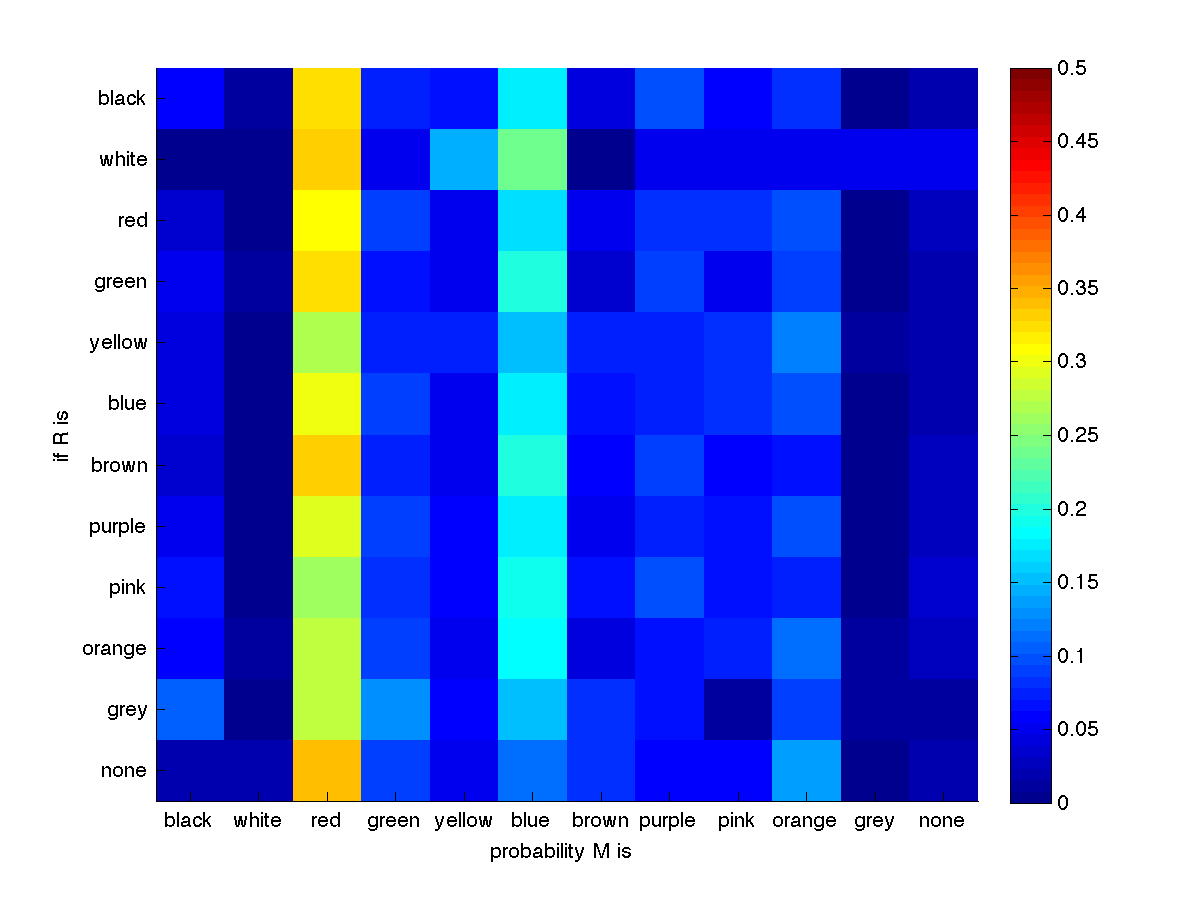 black
white
red
green
yellow
blue
brown
purple
pink
orange
grey
none
if R is
black white red green yellow blue brown purple pink orange grey none
probability M is
0.5
0.45
0.4
0.35
0.3
0.25
0.2
0.15
0.1
0.05
0